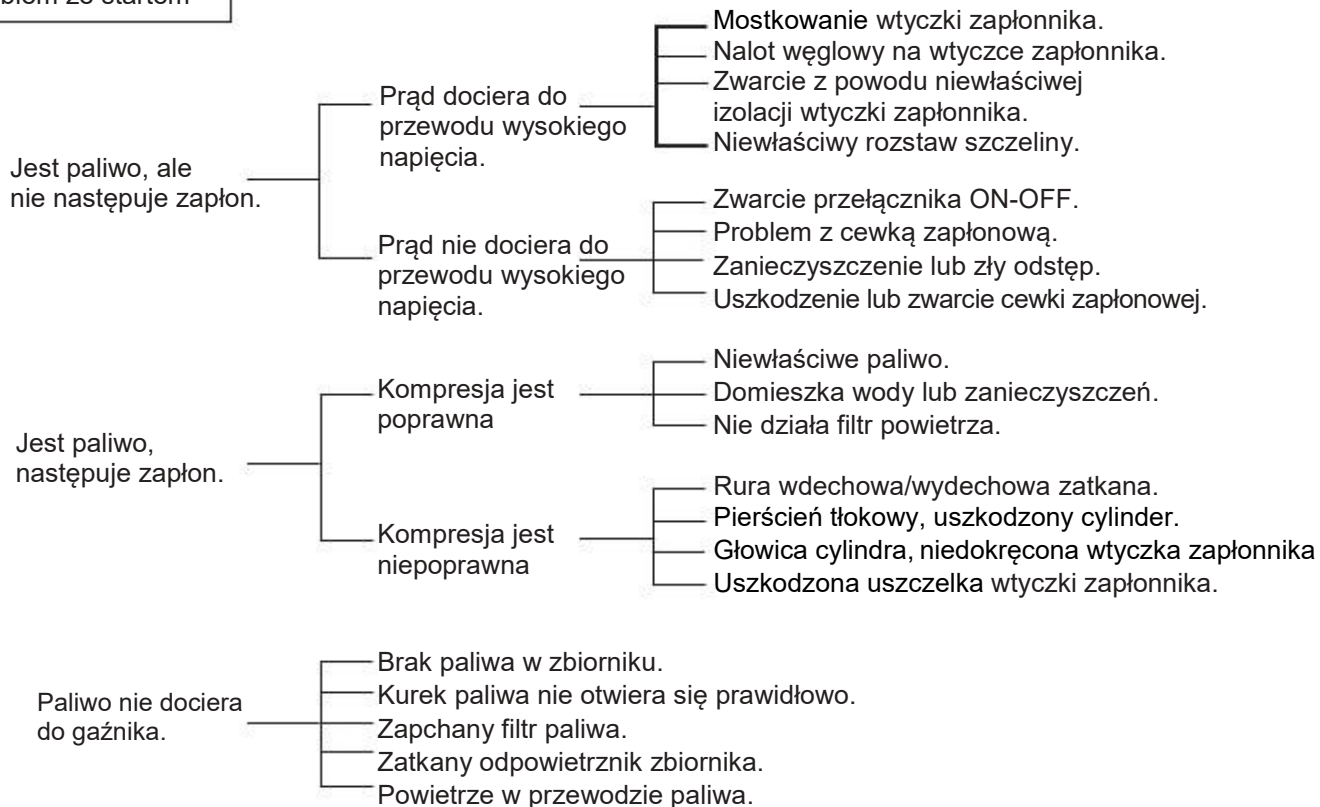 ze startem
Jest paliwo, ale
nie następuje zapłon.
Prąd dociera do
przewodu wysokiego
napięcia.
Mostkowanie wtyczki zapłonnika.
Nalot węglowy na wtyczce zapłonnika.
Zwarcie z powodu niewłaściwej
izolacji wtyczki zapłonnika.
Niewłaściwy rozstaw szczeliny.
Prąd nie dociera do
przewodu wysokiego
napięcia.
Zwarcie przełącznika ON-OFF.
Problem z cewką zapłonową.
Zanieczyszczenie lub zły odstęp.
Uszkodzenie lub zwarcie cewki zapłonowej.
Jest paliwo,
następuje zapłon.
Kompresja jest
poprawna
Niewłaściwe paliwo.
Domieszka wody lub zanieczyszczeń.
Nie działa filtr powietrza.
Kompresja jest
niepoprawna
Rura wdechowa/wydechowa zatkana.
Pierścień tłokowy, uszkodzony cylinder.
Głowica cylindra, niedokręcona wtyczka zapłonnika
Uszkodzona uszczelka wtyczki zapłonnika.
Paliwo nie dociera
do gaźnika.
Brak paliwa w zbiorniku.
Kurek paliwa nie otwiera się prawidłowo.
Zapchany filtr paliwa.
Zatkany odpowietrznik zbiornika.
Powietrze w przewodzie paliwa.